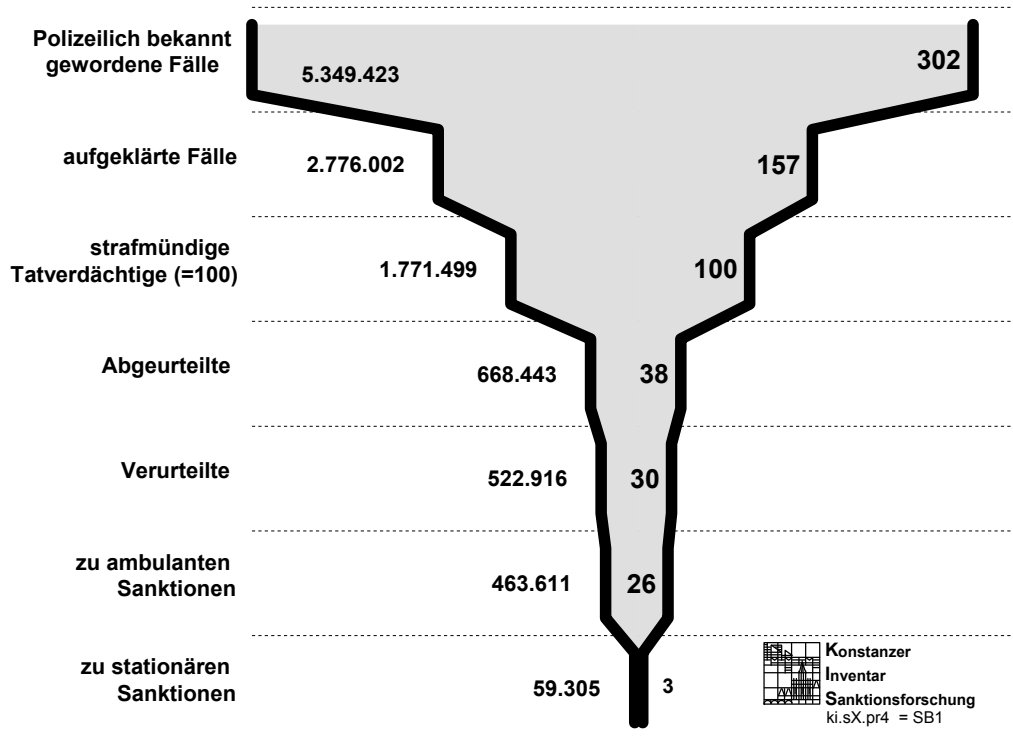 Polizeilich bekannt
gewordene Fälle
5.349.423
302
aufgeklärte Fälle
2.776.002
157
strafmündige
Tatverdächtige (=100)
1.771.499
100
Abgeurteilte
668.443
38
Verurteilte
522.916
30
zu ambulanten
Sanktionen
463.611
26
zu stationären
Sanktionen
59.305
3
Konstanzer
Inventar
Sanktionsforschung
ki.sX.pr4 = SB1